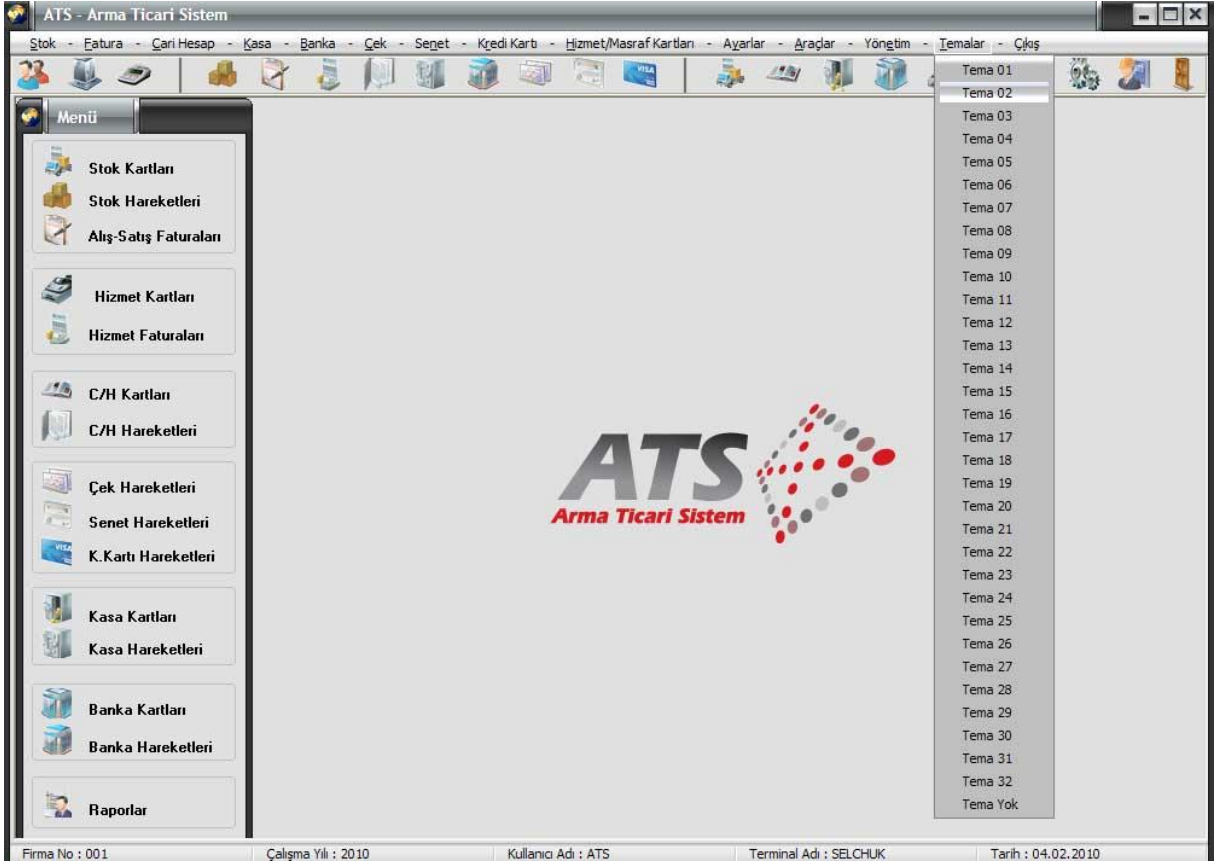 ATS - Arma Ticari Sistem
Stok - Fatura - Cari Hesap - Kasa - Banka - Çek - Senet - Kredi Kartı - Hizmet/Masraf Kartları - Ayarlar - Araçlar - Yönetim - Temalar - Çıkış
VISA
Menü
Stok Kartları
Stok Hareketleri
Alış-Satış Faturaları
Hizmet Kartları
Hizmet Faturaları
C/H Kartları
C/H Hareketleri
Çek Hareketleri
Senet Hareketleri
VISA
K.Kartı Hareketleri
Kasa Kartları
Kasa Hareketleri
Banka Kartları
Banka Hareketleri
Raporlar
ATS
Arma Ticari Sistem
Tema 01
Tema 02
Tema 03
Tema 04
Tema 05
Tema 06
Tema 07
Tema 08
Tema 09
Tema 10
Tema 11
Tema 12
Tema 13
Tema 14
Tema 15
Tema 16
Tema 17
Tema 18
Tema 19
Tema 20
Tema 21
Tema 22
Tema 23
Tema 24
Tema 25
Tema 26
Tema 27
Tema 28
Tema 29
Tema 30
Tema 31
Tema 32
Tema Yok
Firma No : 001 Çalışma Yılı : 2010 Kullanıcı Adı : ATS Terminal Adı : SELCHUK Tarih : 04.02.2010